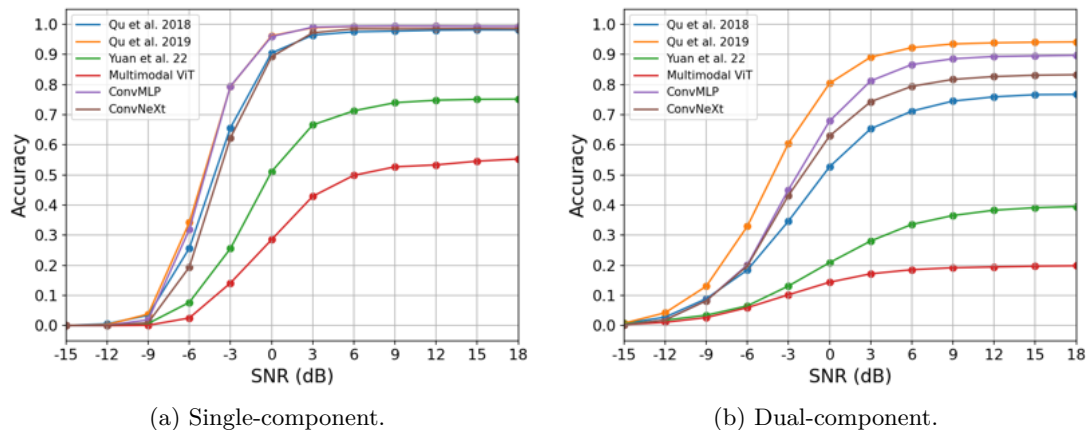 Accuracy
1.0
0.9
0.8
0.7
0.6
0.5
0.4
0.3
0.2
0.1
0.0
Qu et al. 2018
Qu et al. 2019
Yuan et al. 22
Multimodal ViT
ConvMLP
ConvNeXt
-15 -12 -9 -6 -3 0 3 6 9 12 15 18
SNR (dB)
(a) Single-component.
Accuracy
1.0
0.9
0.8
0.7
0.6
0.5
0.4
0.3
0.2
0.1
0.0
Qu et al. 2018
Qu et al. 2019
Yuan et al. 22
Multimodal ViT
ConvMLP
ConvNeXt
-15 -12 -9 -6 -3 0 3 6 9 12 15 18
SNR (dB)
(b) Dual-component.